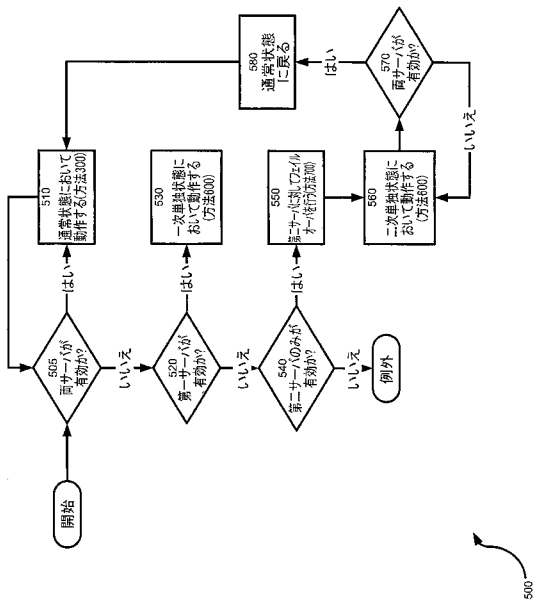 開始
505
両サーバが
有効か?
はい
いいえ
510
通常状態において
動作する(方法300)
520
第一サーバが
有効か?
はい
いいえ
530
一次単独状態に
おいて動作する
(方法600)
540
第二サーバのみが
有効か?
はい
いいえ
例外
550
第二サーバに対してフェイル
オーバを行う(方法700)
560
二次単独状態に
おいて動作する
(方法600)
570
両サーバが
有効か?
はい
いいえ
580
通常状態
に戻る
500